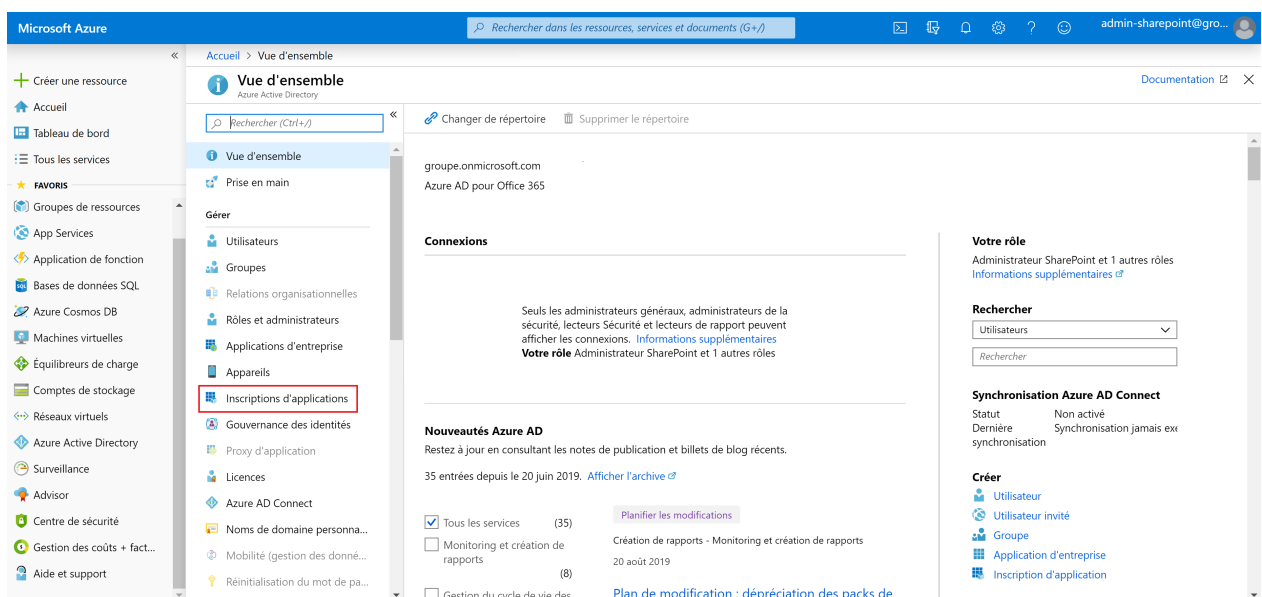 Microsoft Azure
Rechercher dans les ressources, services et documents (G+/)
admin-sharepoint@gro...
«
Créer une ressource
Accueil
Tableau de bord
Tous les services
FAVORIS
Groupes de ressources
App Services
Application de fonction
Bases de données SQL
Azure Cosmos DB
Machines virtuelles
Équilibreurs de charge
Comptes de stockage
Réseaux virtuels
Azure Active Directory
Surveillance
Advisor
Centre de sécurité
Gestion des coûts + fact...
Aide et support
Accueil > Vue d'ensemble
Vue d'ensemble
Azure Active Directory
Documentation
Rechercher (Ctrl+/)
«
Vue d'ensemble
Prise en main
Gérer
Utilisateurs
Groupes
Relations organisationnelles
Rôles et administrateurs
Applications d'entreprise
Appareils
Inscriptions d'applications
Gouvernance des identités
Proxy d'application
Licences
Azure AD Connect
Noms de domaine personna...
Mobilité (gestion des donné...
Réinitialisation du mot de pa...
Changer de répertoire
Supprimer le répertoire
groupe.onmicrosoft.com
Azure AD pour Office 365
Connexions
Seuls les administrateurs généraux, administrateurs de la
sécurité, lecteurs Sécurité et lecteurs de rapport peuvent
afficher les connexions. Informations supplémentaires
Votre rôle Administrateur SharePoint et 1 autres rôles
Nouveautés Azure AD
Restez à jour en consultant les notes de publication et billets de blog récents.
35 entrées depuis le 20 juin 2019. Afficher l'archive
Tous les services (35)
Monitoring et création de
rapports
(8)
Gestion du cycle de vie des
Planifier les modifications
Création de rapports - Monitoring et création de rapports
20 août 2019
Plan de modification : dépréciation des packs de
Votre rôle
Administrateur SharePoint et 1 autres rôles
Informations supplémentaires
Rechercher
Utilisateurs
Rechercher
Synchronisation Azure AD Connect
Statut Non activé
Dernière Synchronisation jamais exé
synchronisation
Créer
Utilisateur
Utilisateur invité
Groupe
Application d'entreprise
Inscription d'application